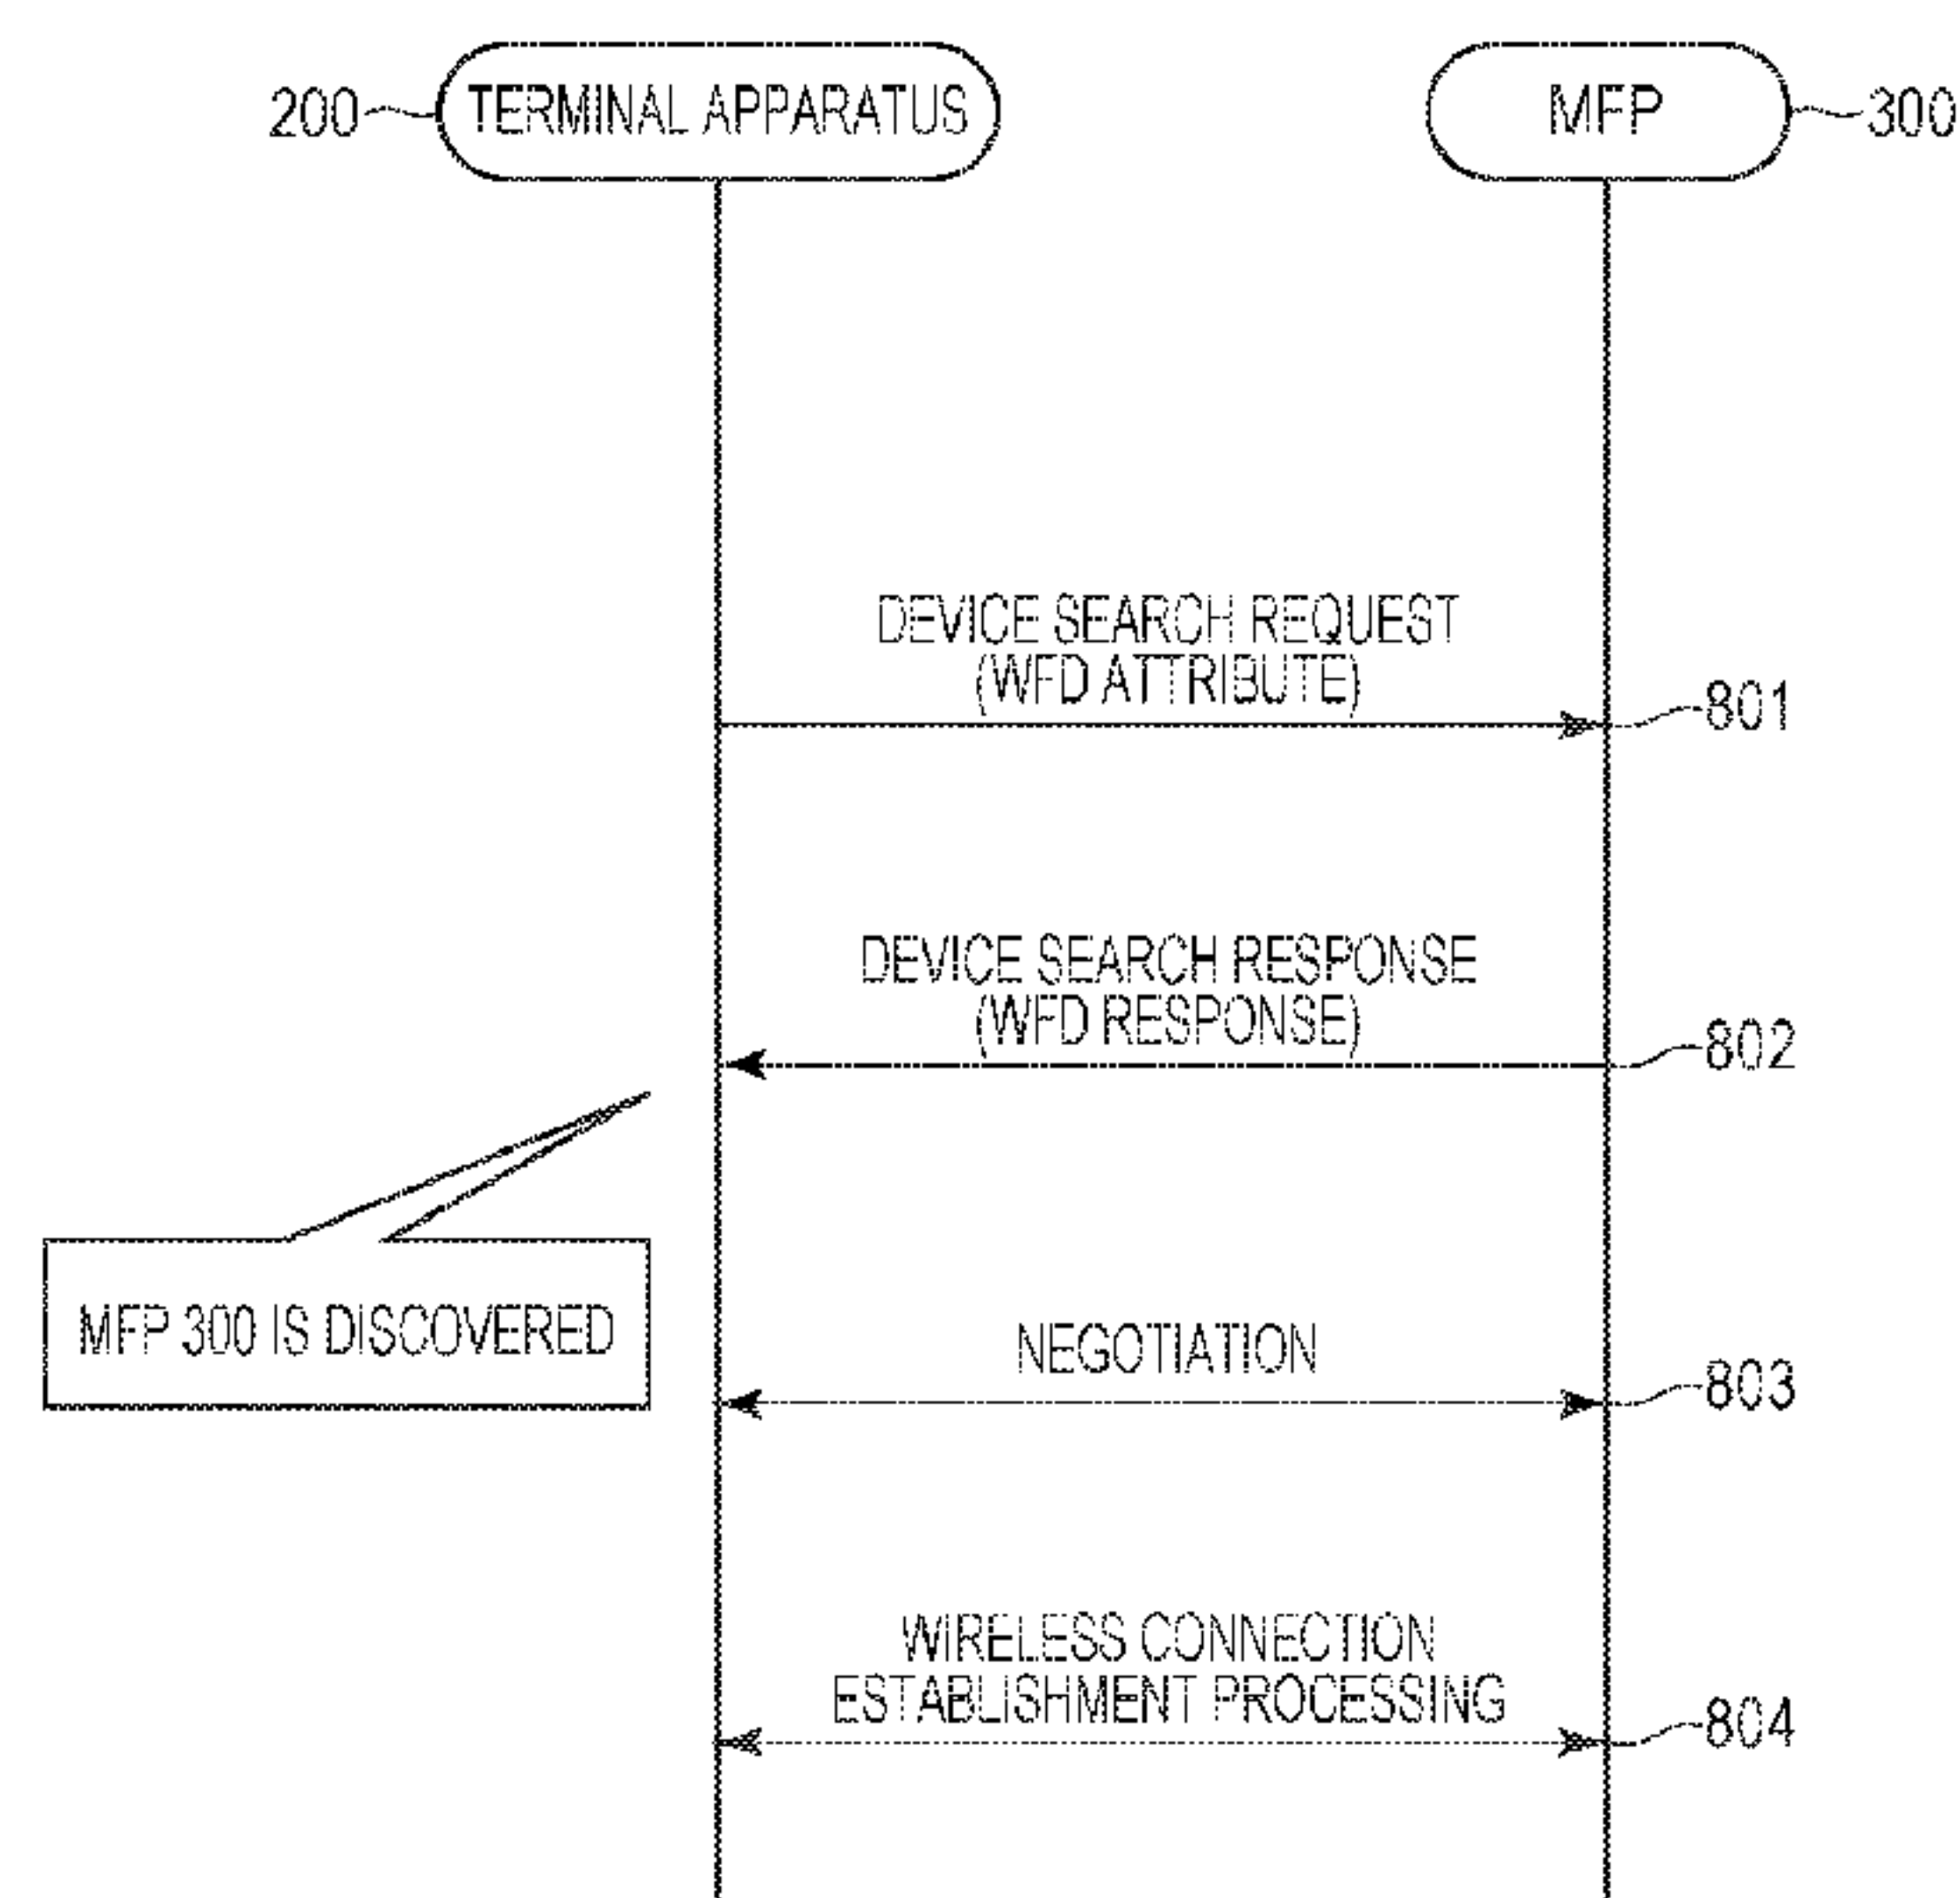 200
TERMINAL APPARATUS
MFP
300
DEVICE SEARCH REQUEST
(WFD ATTRIBUTE)
801
DEVICE SEARCH RESPONSE
(WFD RESPONSE)
802
MFP 300 IS DISCOVERED
NEGOTIATION
803
WIRELESS CONNECTION
ESTABLISHMENT PROCESSING
804